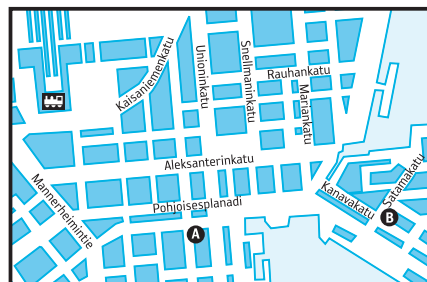 Kaisaniemenkatu
Unioninkatu
Snellmaninkatu
Rauhankatu
Mariankatu
Aleksanterinkatu
Mannerheimintie
Pohjoisesplanadi
Kanavakatu
Satamakatu
A
B